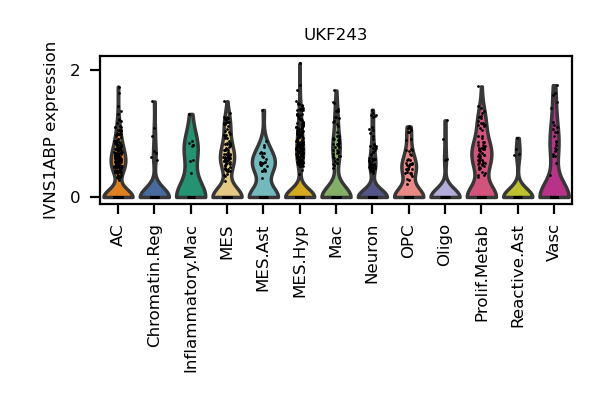 UKF243
IVNS1ABP expression
2
0
AC
Chromatin.Reg
Inflammatory.Mac
MES
MES.Ast
MES.Hyp
Mac
Neuron
OPC
Oligo
Prolif.Metab
Reactive.Ast
Vasc